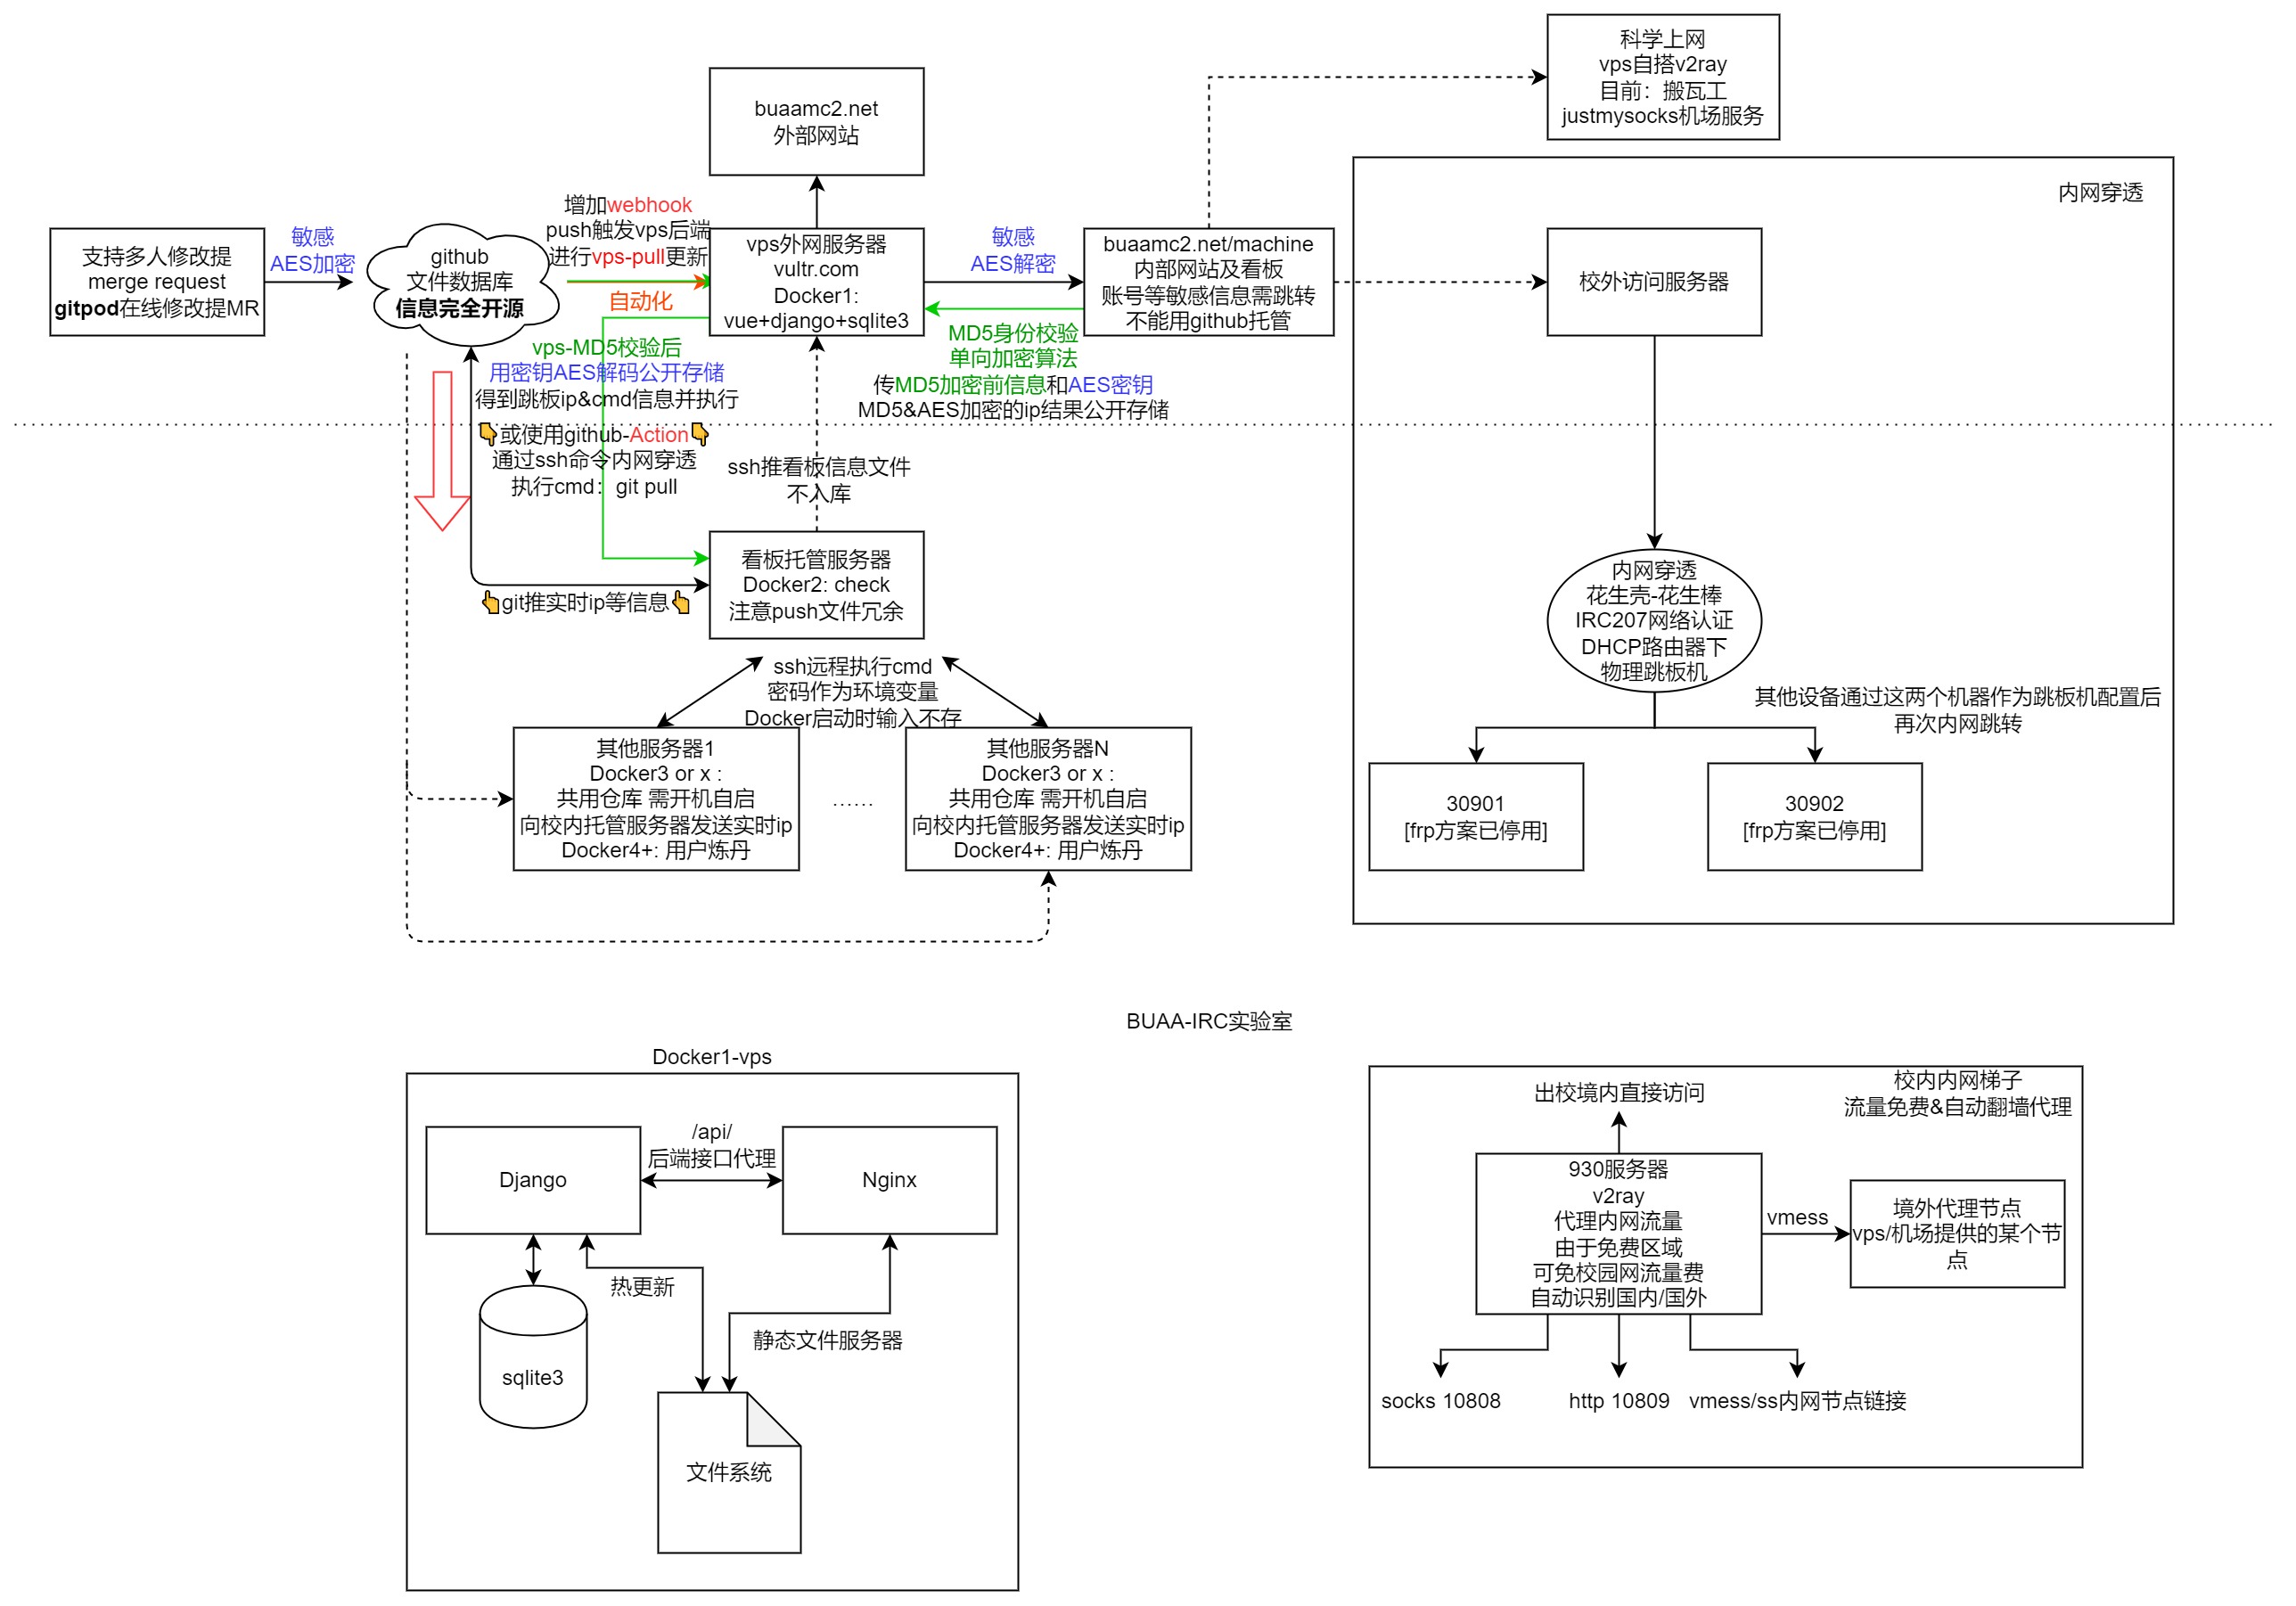 科学上网
vps自搭v2ray
目前：搬瓦工
justmysocks机场服务
buaamc2.net
外部网站
内网穿透
支持多人修改提
merge request
gitpod在线修改提MR
敏感
AES加密
github
文件数据库
信息完全开源
增加webhook
push触发vps后端
进行vps-pull更新
自动化
vps外网服务器
vultr.com
Docker1:
vue+django+sqlite3
敏感
AES解密
buaamc2.net/machine
内部网站及看板
账号等敏感信息需跳转
不能用github托管
校外访问服务器
MD5身份校验
单向加密算法
传MD5加密前信息和AES密钥
MD5&AES加密的ip结果公开存储
vps-MD5校验后
用密钥AES解码公开存储
得到跳板ip&cmd信息并执行
👇或使用github-Action👇
通过ssh命令内网穿透
执行cmd：git pull
ssh推看板信息文件
不入库
看板托管服务器
Docker2: check
注意push文件冗余
👆git推实时ip等信息👆
内网穿透
花生壳-花生棒
IRC207网络认证
DHCP路由器下
物理跳板机
ssh远程执行cmd
密码作为环境变量
Docker启动时输入不存
其他设备通过这两个机器作为跳板机配置后
再次内网跳转
其他服务器1
Docker3 or x :
共用仓库 需开机自启
向校内托管服务器发送实时ip
Docker4+: 用户炼丹
......
其他服务器N
Docker3 or x :
共用仓库 需开机自启
向校内托管服务器发送实时ip
Docker4+: 用户炼丹
30901
[frp方案已停用]
30902
[frp方案已停用]
BUAA-IRC实验室
Docker1-vps
Django
/api/
后端接口代理
Nginx
热更新
静态文件服务器
sqlite3
文件系统
校内内网梯子
流量免费&自动翻墙代理
出校境内直接访问
930服务器
v2ray
代理内网流量
由于免费区域
可免校园网流量费
自动识别国内/国外
vmess
境外代理节点
vps/机场提供的某个节
点
socks 10808
http 10809
vmess/ss内网节点链接